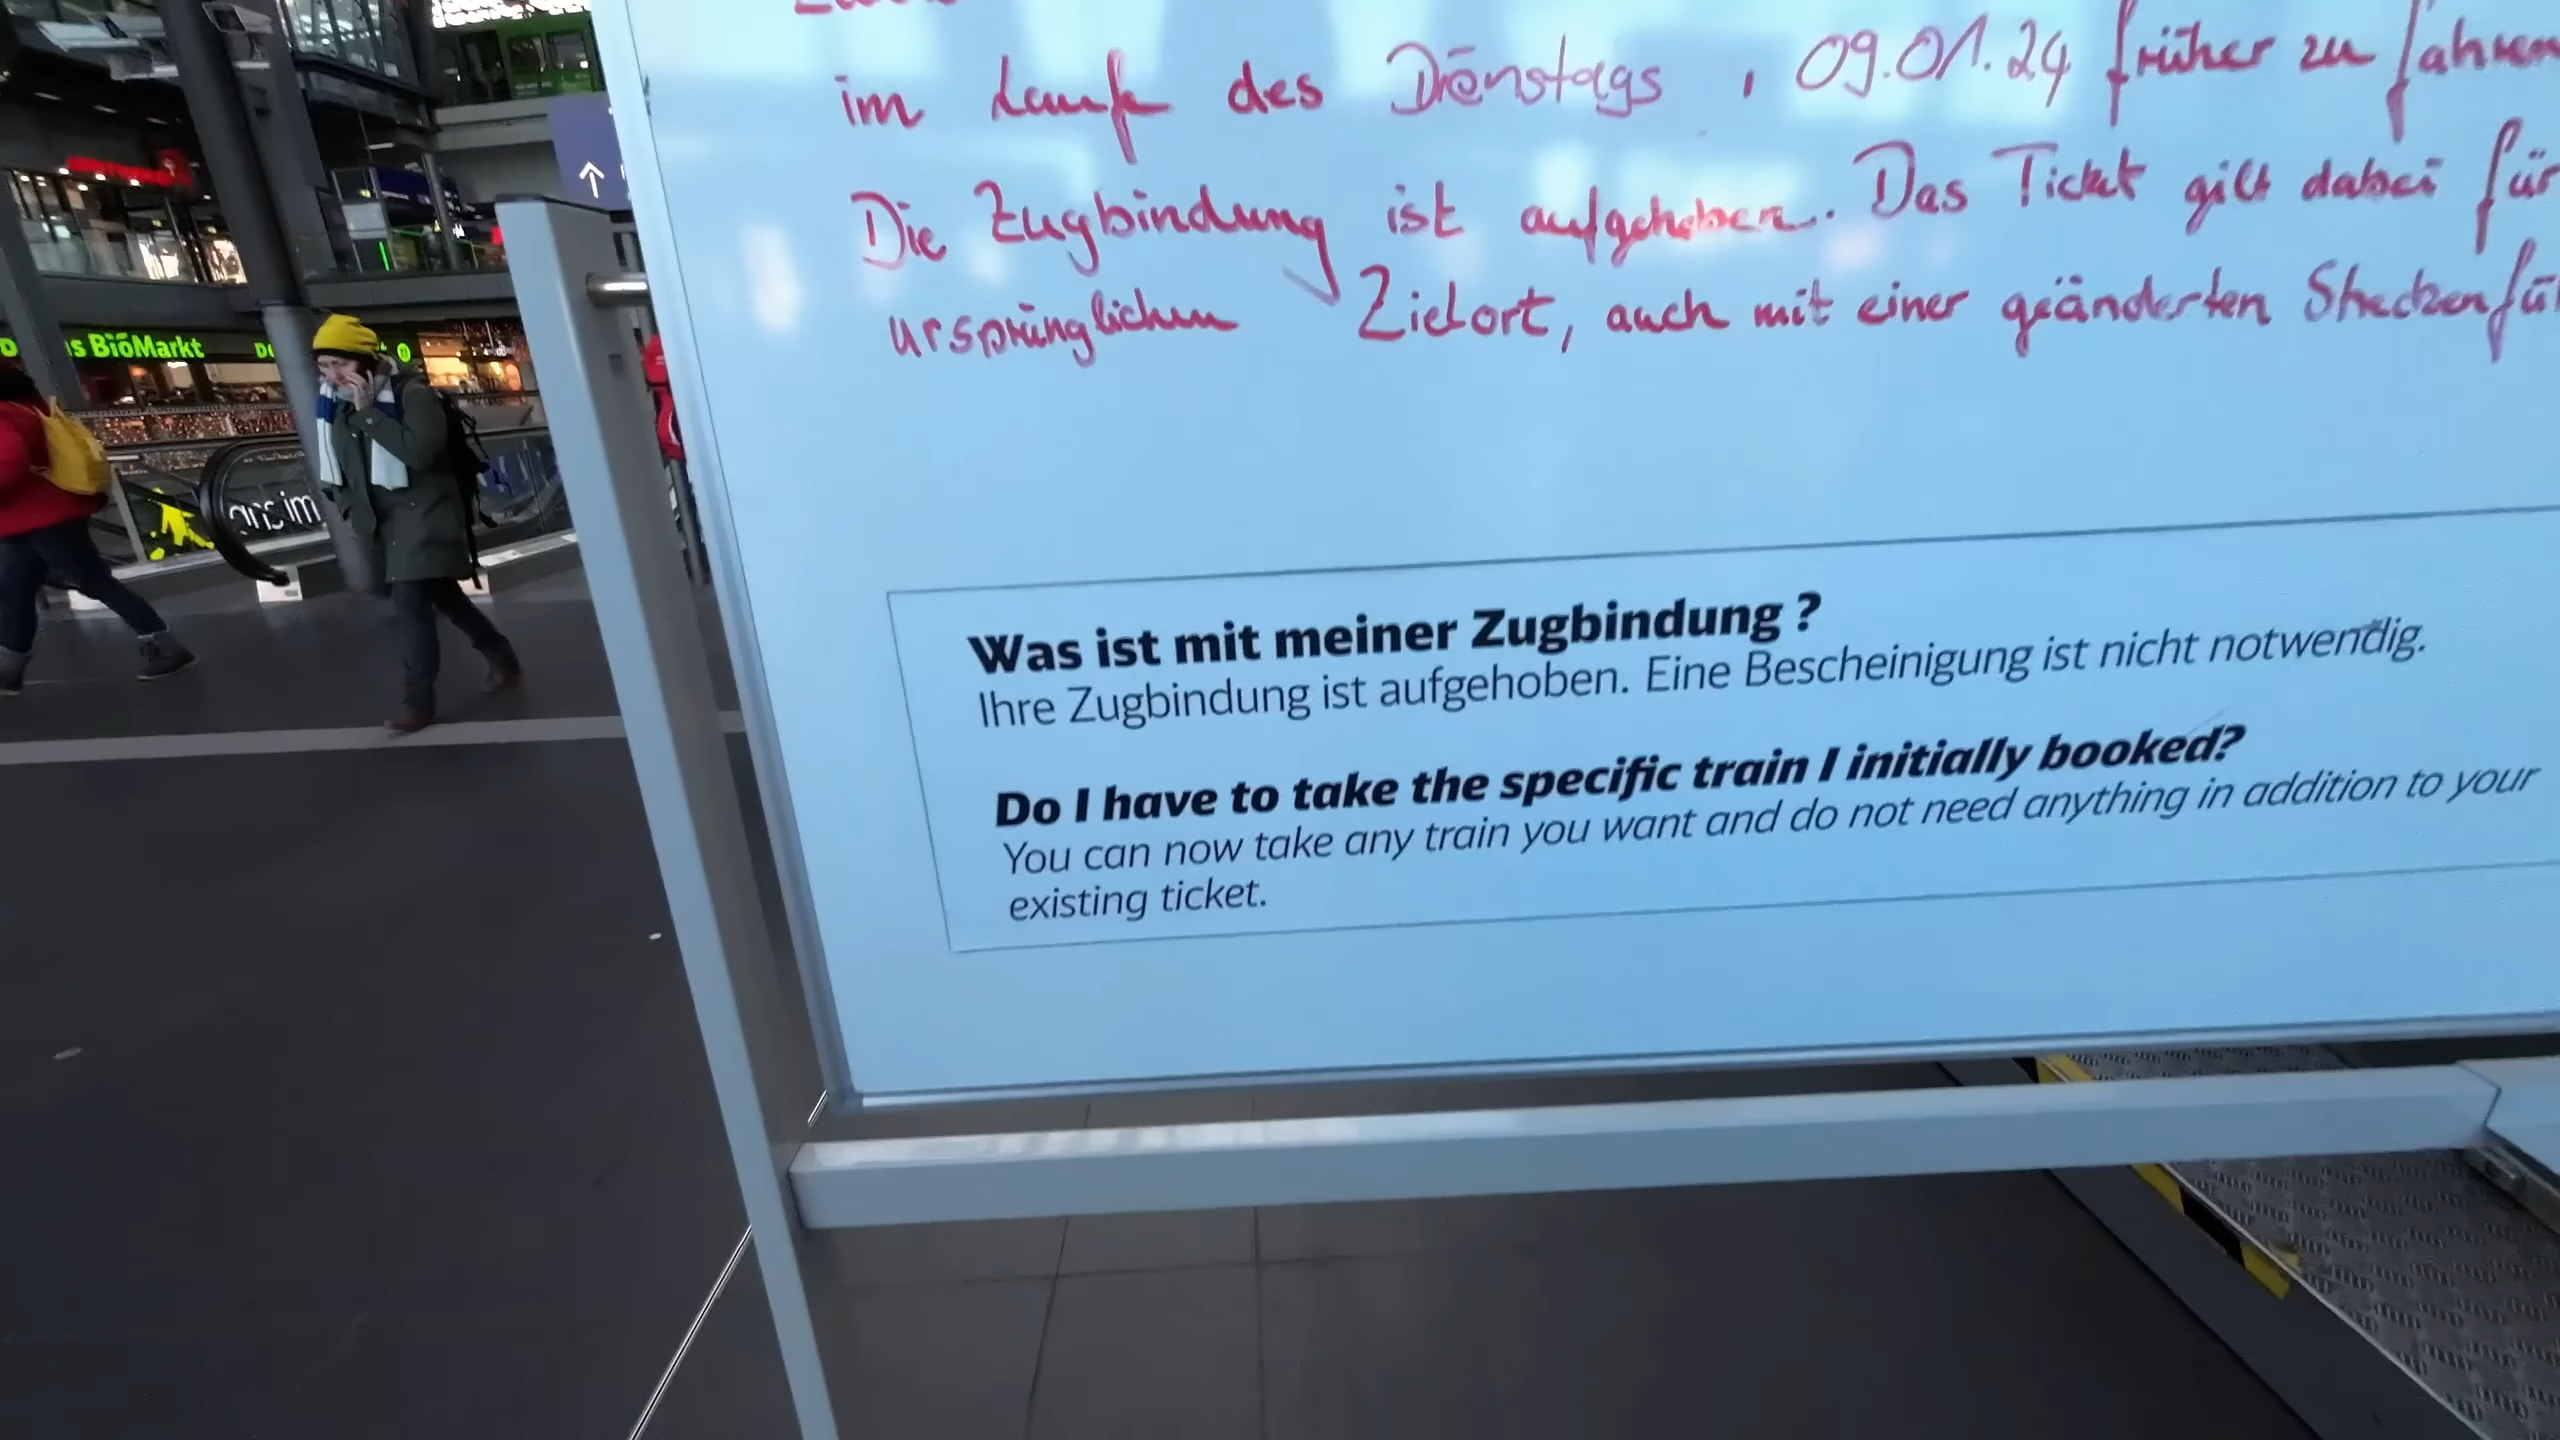 im Laufe des Dienstags, 09.01.24 früher zu fahren
Die Zugbindung ist aufgehoben. Das Ticket gilt dabei für
ursprünglichen Zielort, auch mit einer geänderten
Was ist mit meiner Zugbindung ?
Ihre Zugbindung ist aufgehoben. Eine Bescheinigung ist nicht notwendig.
Do I have to take the specific train I initially booked?
You can now take any train you want and do not need anything in addition to your
existing ticket.
s BioMarkt
ans im